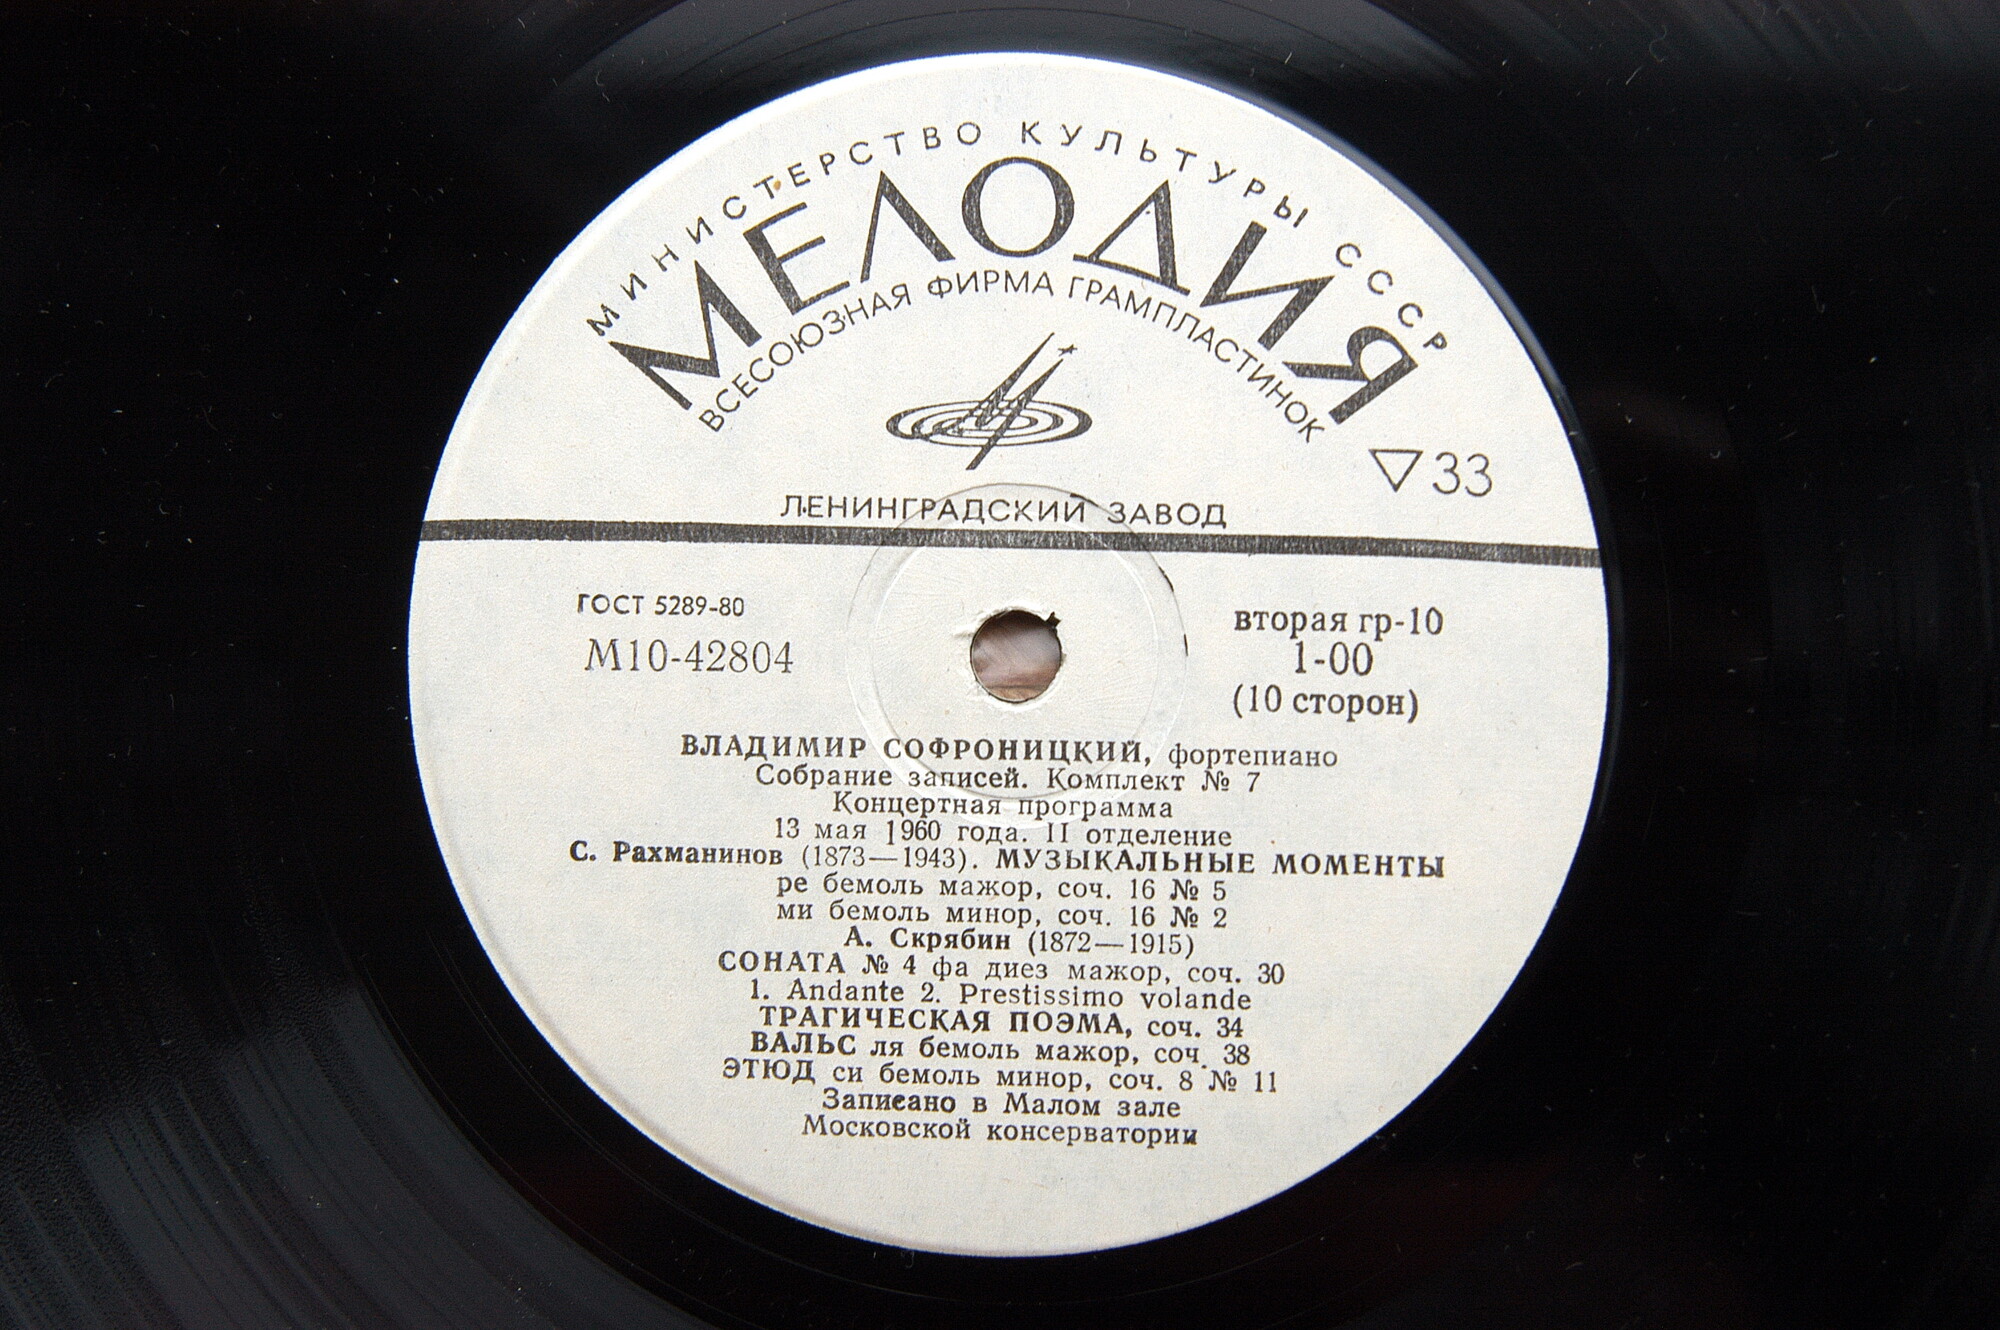 МИНИСТЕРСТВО КУЛЬТУРЫ СССР
МЕЛОДИЯ
ВСЕСОЮЗНАЯ ФИРМА ГРАМПЛАСТИНОК
33
ЛЕНИНГРАДСКИЙ ЗАВОД
ГОСТ 5289-80
М10-42804
вторая гр-10
1-00
(10 сторон)
ВЛАДИМИР СОФРОНИЦКИЙ, фортепиано
Собрание записей. Комплект № 7
Концертная программа
13 мая 1960 года. II отделение
С. Рахманинов (1873—1943). МУЗЫКАЛЬНЫЕ МОМЕНТЫ
ре бемоль мажор, соч. 16 № 5
ми бемоль минор, соч. 16 № 2
А. Скрябин (1872—1915)
СОНАТА № 4 фа диез мажор, соч. 30
1. Andante 2. Prestissimo volande
ТРАГИЧЕСКАЯ ПОЭМА, соч. 34
ВАЛЬС ля бемоль мажор, соч. 38
ЭТЮД си бемоль минор, соч. 8 № 11
Записано в Малом зале
Московской консерватории